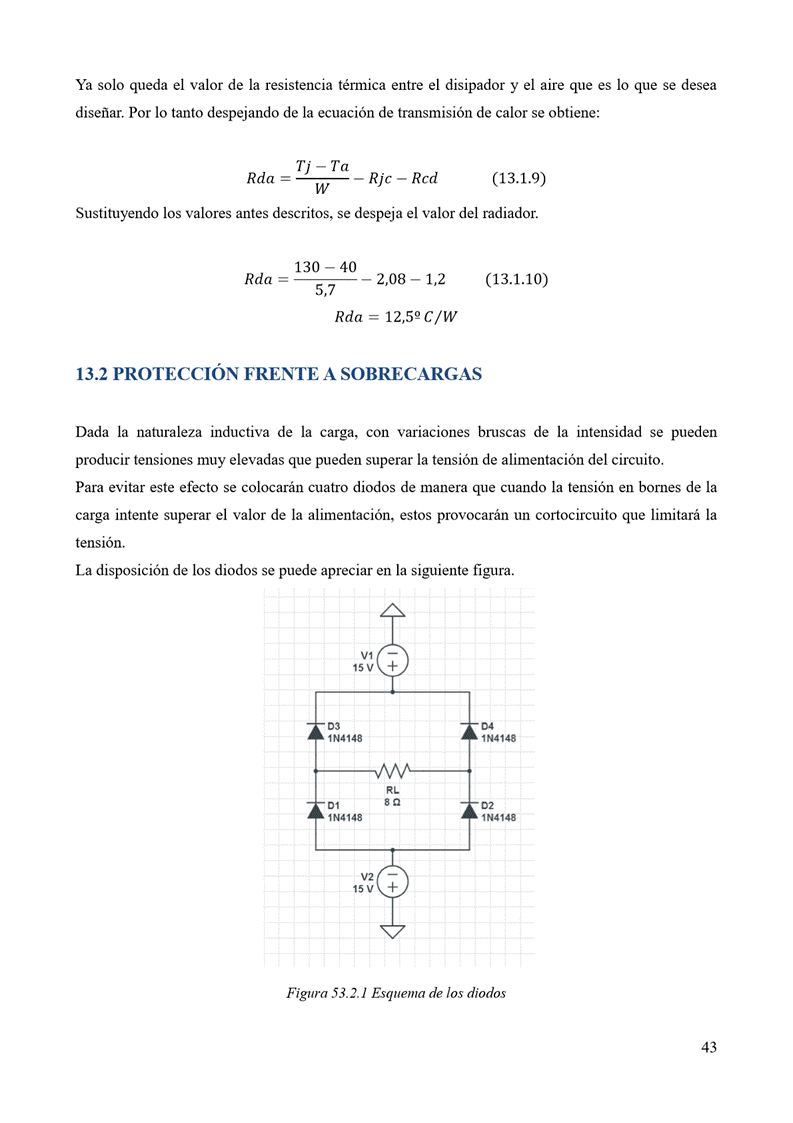 Ya solo queda el valor de la resistencia térmica entre el disipador y el aire que es lo que se desea
diseñar. Por lo tanto despejando de la ecuación de transmisión de calor se obtiene:
Rda = (Tj − Ta)/W − Rjc − Rcd (13.1.9)
Sustituyendo los valores antes descritos, se despeja el valor del radiador.
Rda = (130 − 40)/5,7 − 2,08 − 1,2 (13.1.10)
Rda = 12,5º C/W
13.2 PROTECCIÓN FRENTE A SOBRECARGAS
Dada la naturaleza inductiva de la carga, con variaciones bruscas de la intensidad se pueden
producir tensiones muy elevadas que pueden superar la tensión de alimentación del circuito.
Para evitar este efecto se colocarán cuatro diodos de manera que cuando la tensión en bornes de la
carga intente superar el valor de la alimentación, estos provocarán un cortocircuito que limitará la
tensión.
La disposición de los diodos se puede apreciar en la siguiente figura.
V1
15 V
D3
1N4148
D4
1N4148
RL
8 Ω
D1
1N4148
D2
1N4148
V2
15 V
Figura 53.2.1 Esquema de los diodos
43